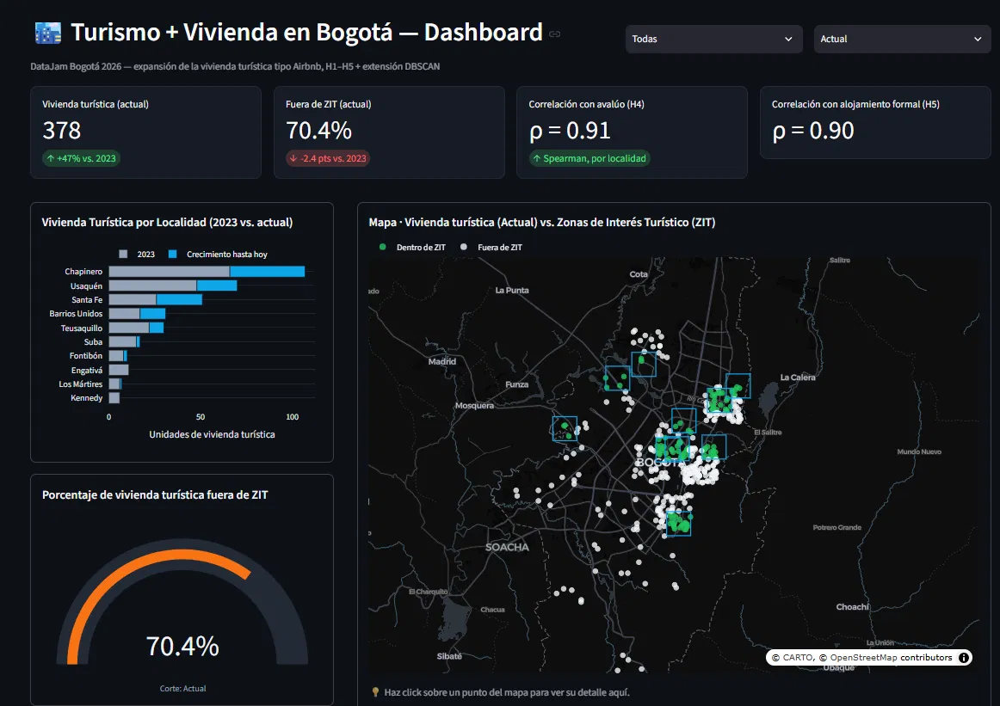 Turismo + Vivienda en Bogotá — Dashboard
Todas
Actual
DataJam Bogotá 2026 — expansión de la vivienda turística tipo Airbnb, H1–H5 + extensión DBSCAN
Vivienda turística (actual)
378
↑ +47% vs. 2023
Fuera de ZIT (actual)
70.4%
↓ -2.4 pts vs. 2023
Correlación con avalúo (H4)
ρ = 0.91
↑ Spearman, por localidad
Correlación con alojamiento formal (H5)
ρ = 0.90
Vivienda Turística por Localidad (2023 vs. actual)
2023
Crecimiento hasta hoy
Chapinero
Usaquén
Santa Fe
Barrios Unidos
Teusaquillo
Suba
Fontibón
Engativá
Los Mártires
Kennedy
0
50
100
Unidades de vivienda turística
Porcentaje de vivienda turística fuera de ZIT
70.4%
Corte: Actual
Mapa · Vivienda turística (Actual) vs. Zonas de Interés Turístico (ZIT)
Dentro de ZIT
Fuera de ZIT
Salitre
Cota
La Punta
ado
Madrid
Funza
La Calera
Mosquera
El Salitre
Mundo Nuevo
BOGOTÁ
Potrero Grande
SOACHA
El Charquito
Chacua
Choachí
La Unión
Sibaté
Ubaque
© CARTO, © OpenStreetMap contributors
Haz click sobre un punto del mapa para ver su detalle aquí.